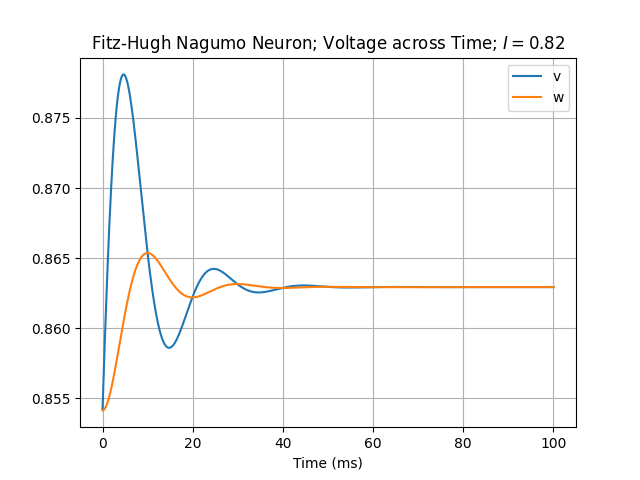 Fitz-Hugh Nagumo Neuron; Voltage across Time; I = 0.82
v
w
0.875
0.870
0.865
0.860
0.855
0 20 40 60 80 100
Time (ms)